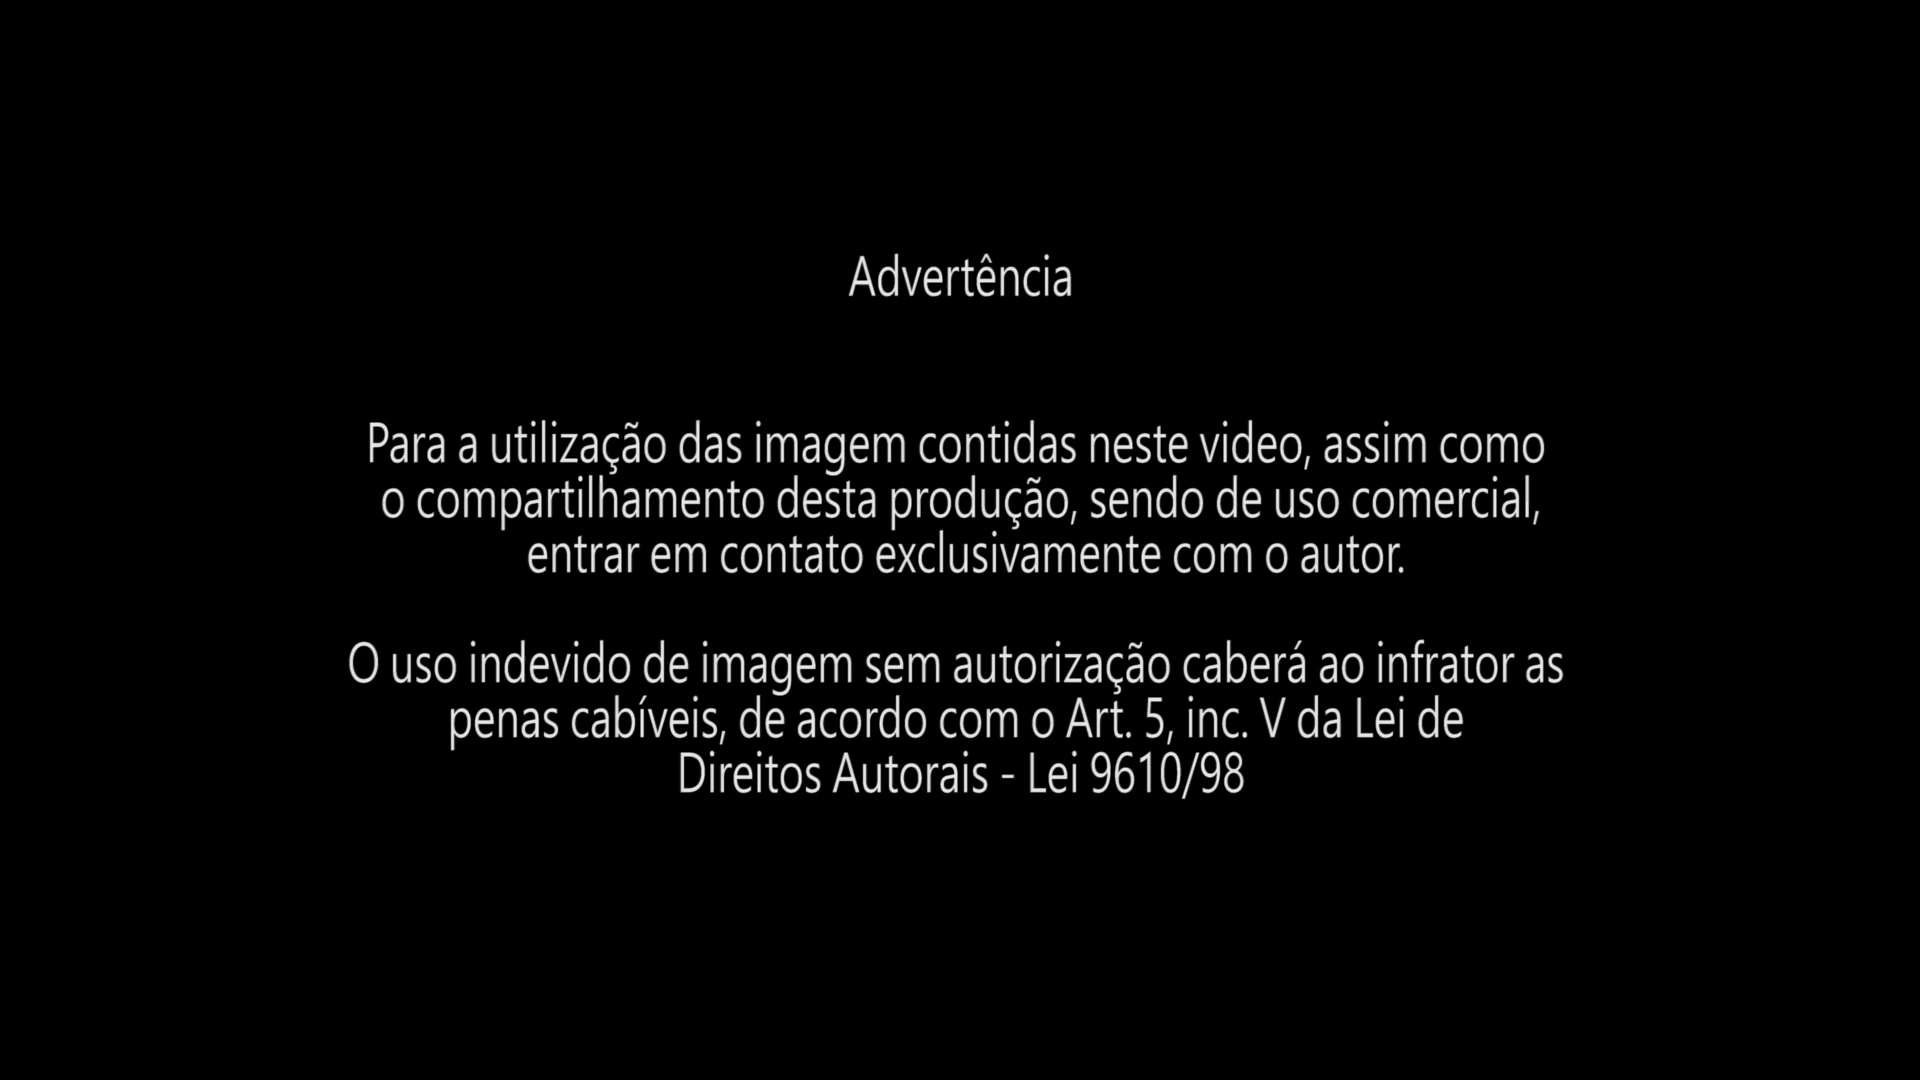 Advertência
Para a utilização das imagem contidas neste video, assim como
o compartilhamento desta produção, sendo de uso comercial,
entrar em contato exclusivamente com o autor.
O uso indevido de imagem sem autorização caberá ao infrator as
penas cabíveis, de acordo com o Art. 5, inc. V da Lei de
Direitos Autorais - Lei 9610/98